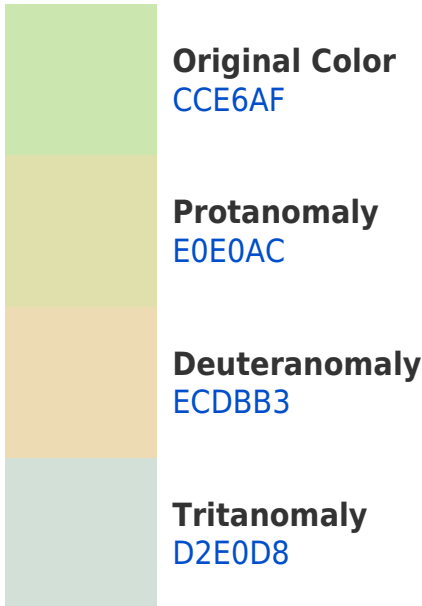 Original Color
CCE6AF
Protanomaly
E0E0AC
Deuteranomaly
ECDBB3
Tritanomaly
D2E0D8